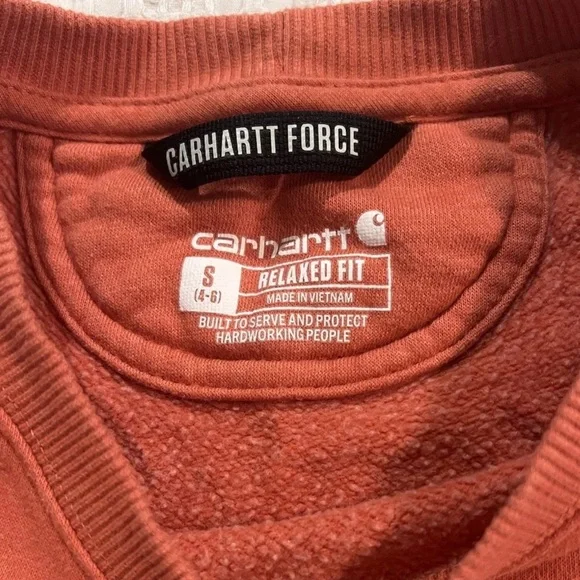 CARHARTT FORCE
carhartt
S RELAXED FIT
(4-6) MADE IN VIETNAM
BUILT TO SERVE AND PROTECT
HARDWORKING PEOPLE